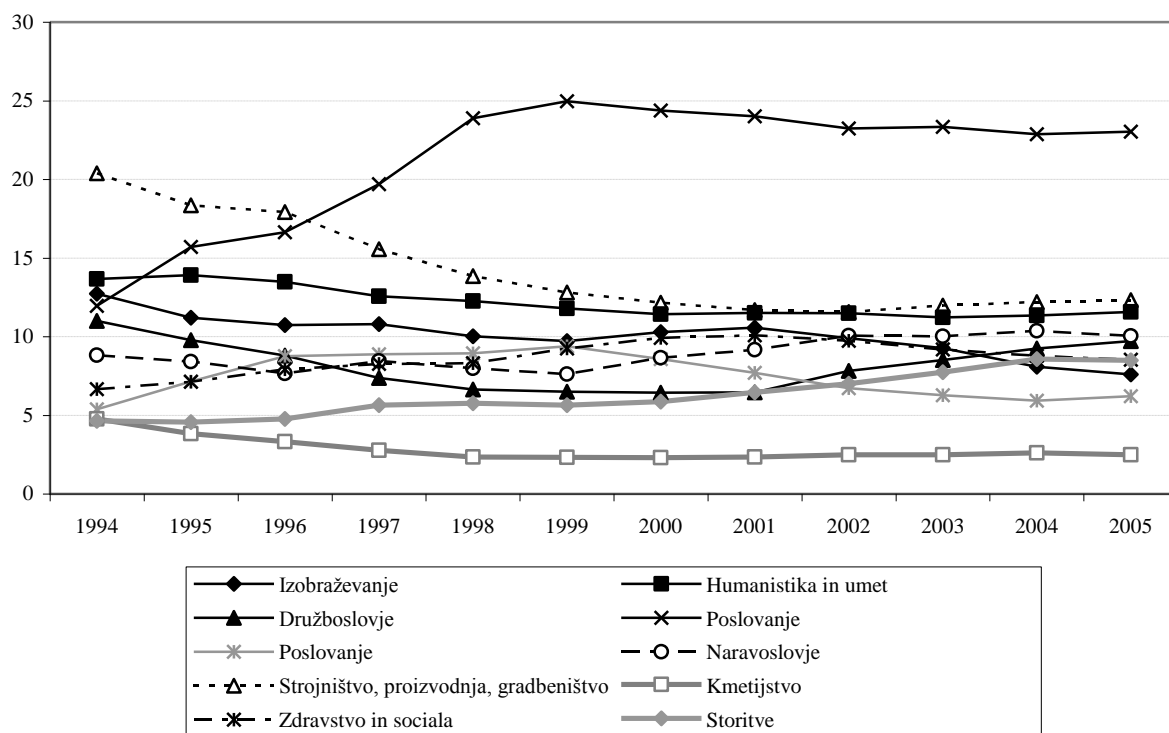 30
25
20
15
10
5
0
1994 1995 1996 1997 1998 1999 2000 2001 2002 2003 2004 2005
Izobraževanje Humanistika in umet
Družboslovje Poslovanje
Poslovanje Naravoslovje
Strojništvo, proizvodnja, gradbeništvo Kmetijstvo
Zdravstvo in sociala Storitve